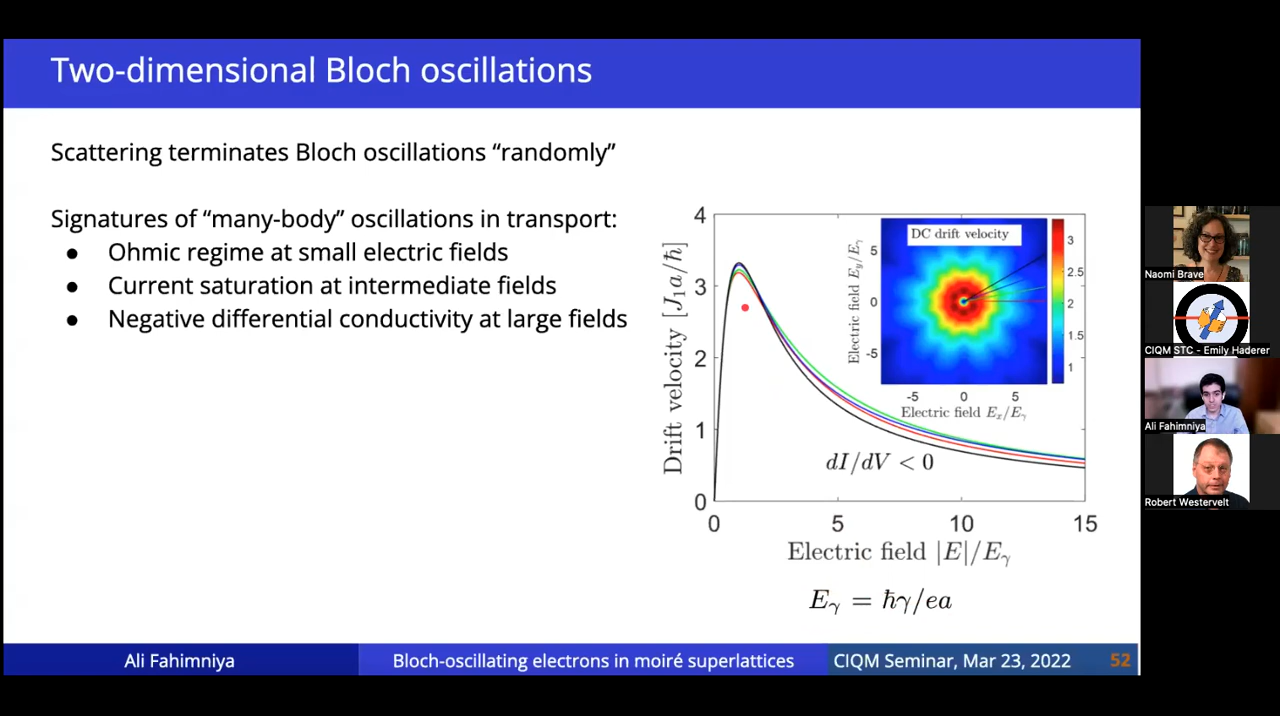 Two-dimensional Bloch oscillations
Scattering terminates Bloch oscillations “randomly”
Signatures of “many-body” oscillations in transport:
● Ohmic regime at small electric fields
● Current saturation at intermediate fields
● Negative differential conductivity at large fields
4
3
2
1
0
Drift velocity [J₁a/ħ]
0
5
10
15
Electric field |E|/Eᵧ
dI/dV < 0
DC drift velocity
5
0
-5
Electric field E_y/Eᵧ
-5
0
5
Electric field Eₓ/Eᵧ
3
2.5
2
1.5
1
Eᵧ = ħγ/ea
Ali Fahimniya
Bloch-oscillating electrons in moiré superlattices
CIQM Seminar, Mar 23, 2022
52
Naomi Brave
CIQM STC - Emily Haderer
Ali Fahimniya
Robert Westervelt